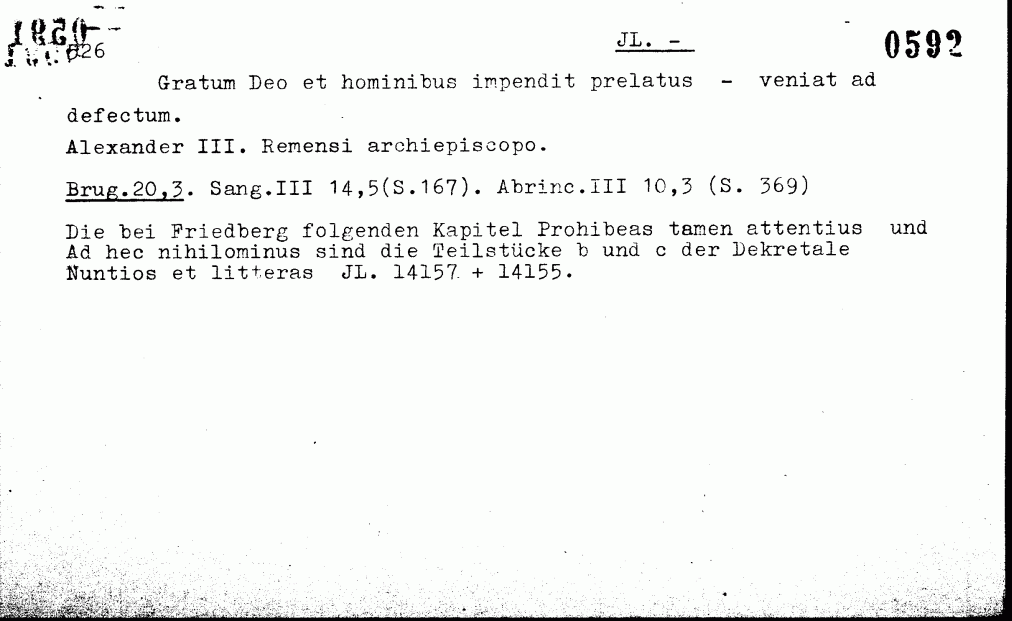 JL. - 0592
626
Gratum Deo et hominibus impendit prelatus - veniat ad
defectum.
Alexander III. Remensi archiepiscopo.
Brug.20,3. Sang.III 14,5(S.167). Abrinc.III 10,3 (S. 369)
Die bei Friedberg folgenden Kapitel Prohibeas tamen attentius und
Ad hec nihilominus sind die Teilstücke b und c der Dekretale
Nuntios et litteras JL. 14157 + 14155.